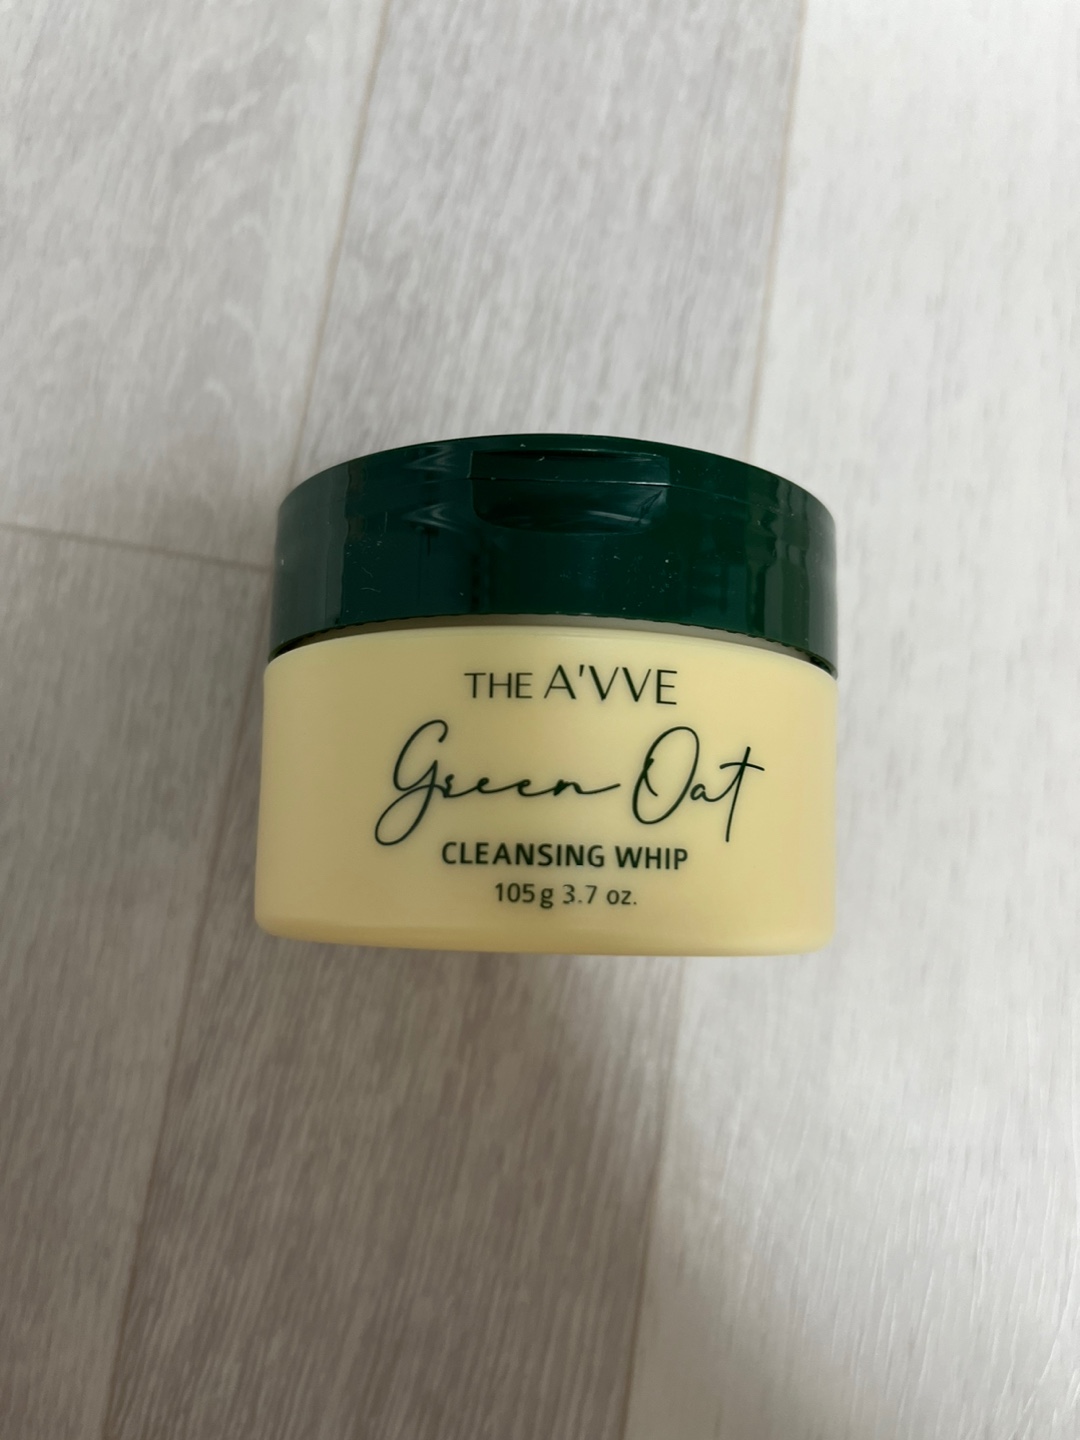 THE A'VVE
Green Oat
CLEANSING WHIP
105g 3.7 oz.